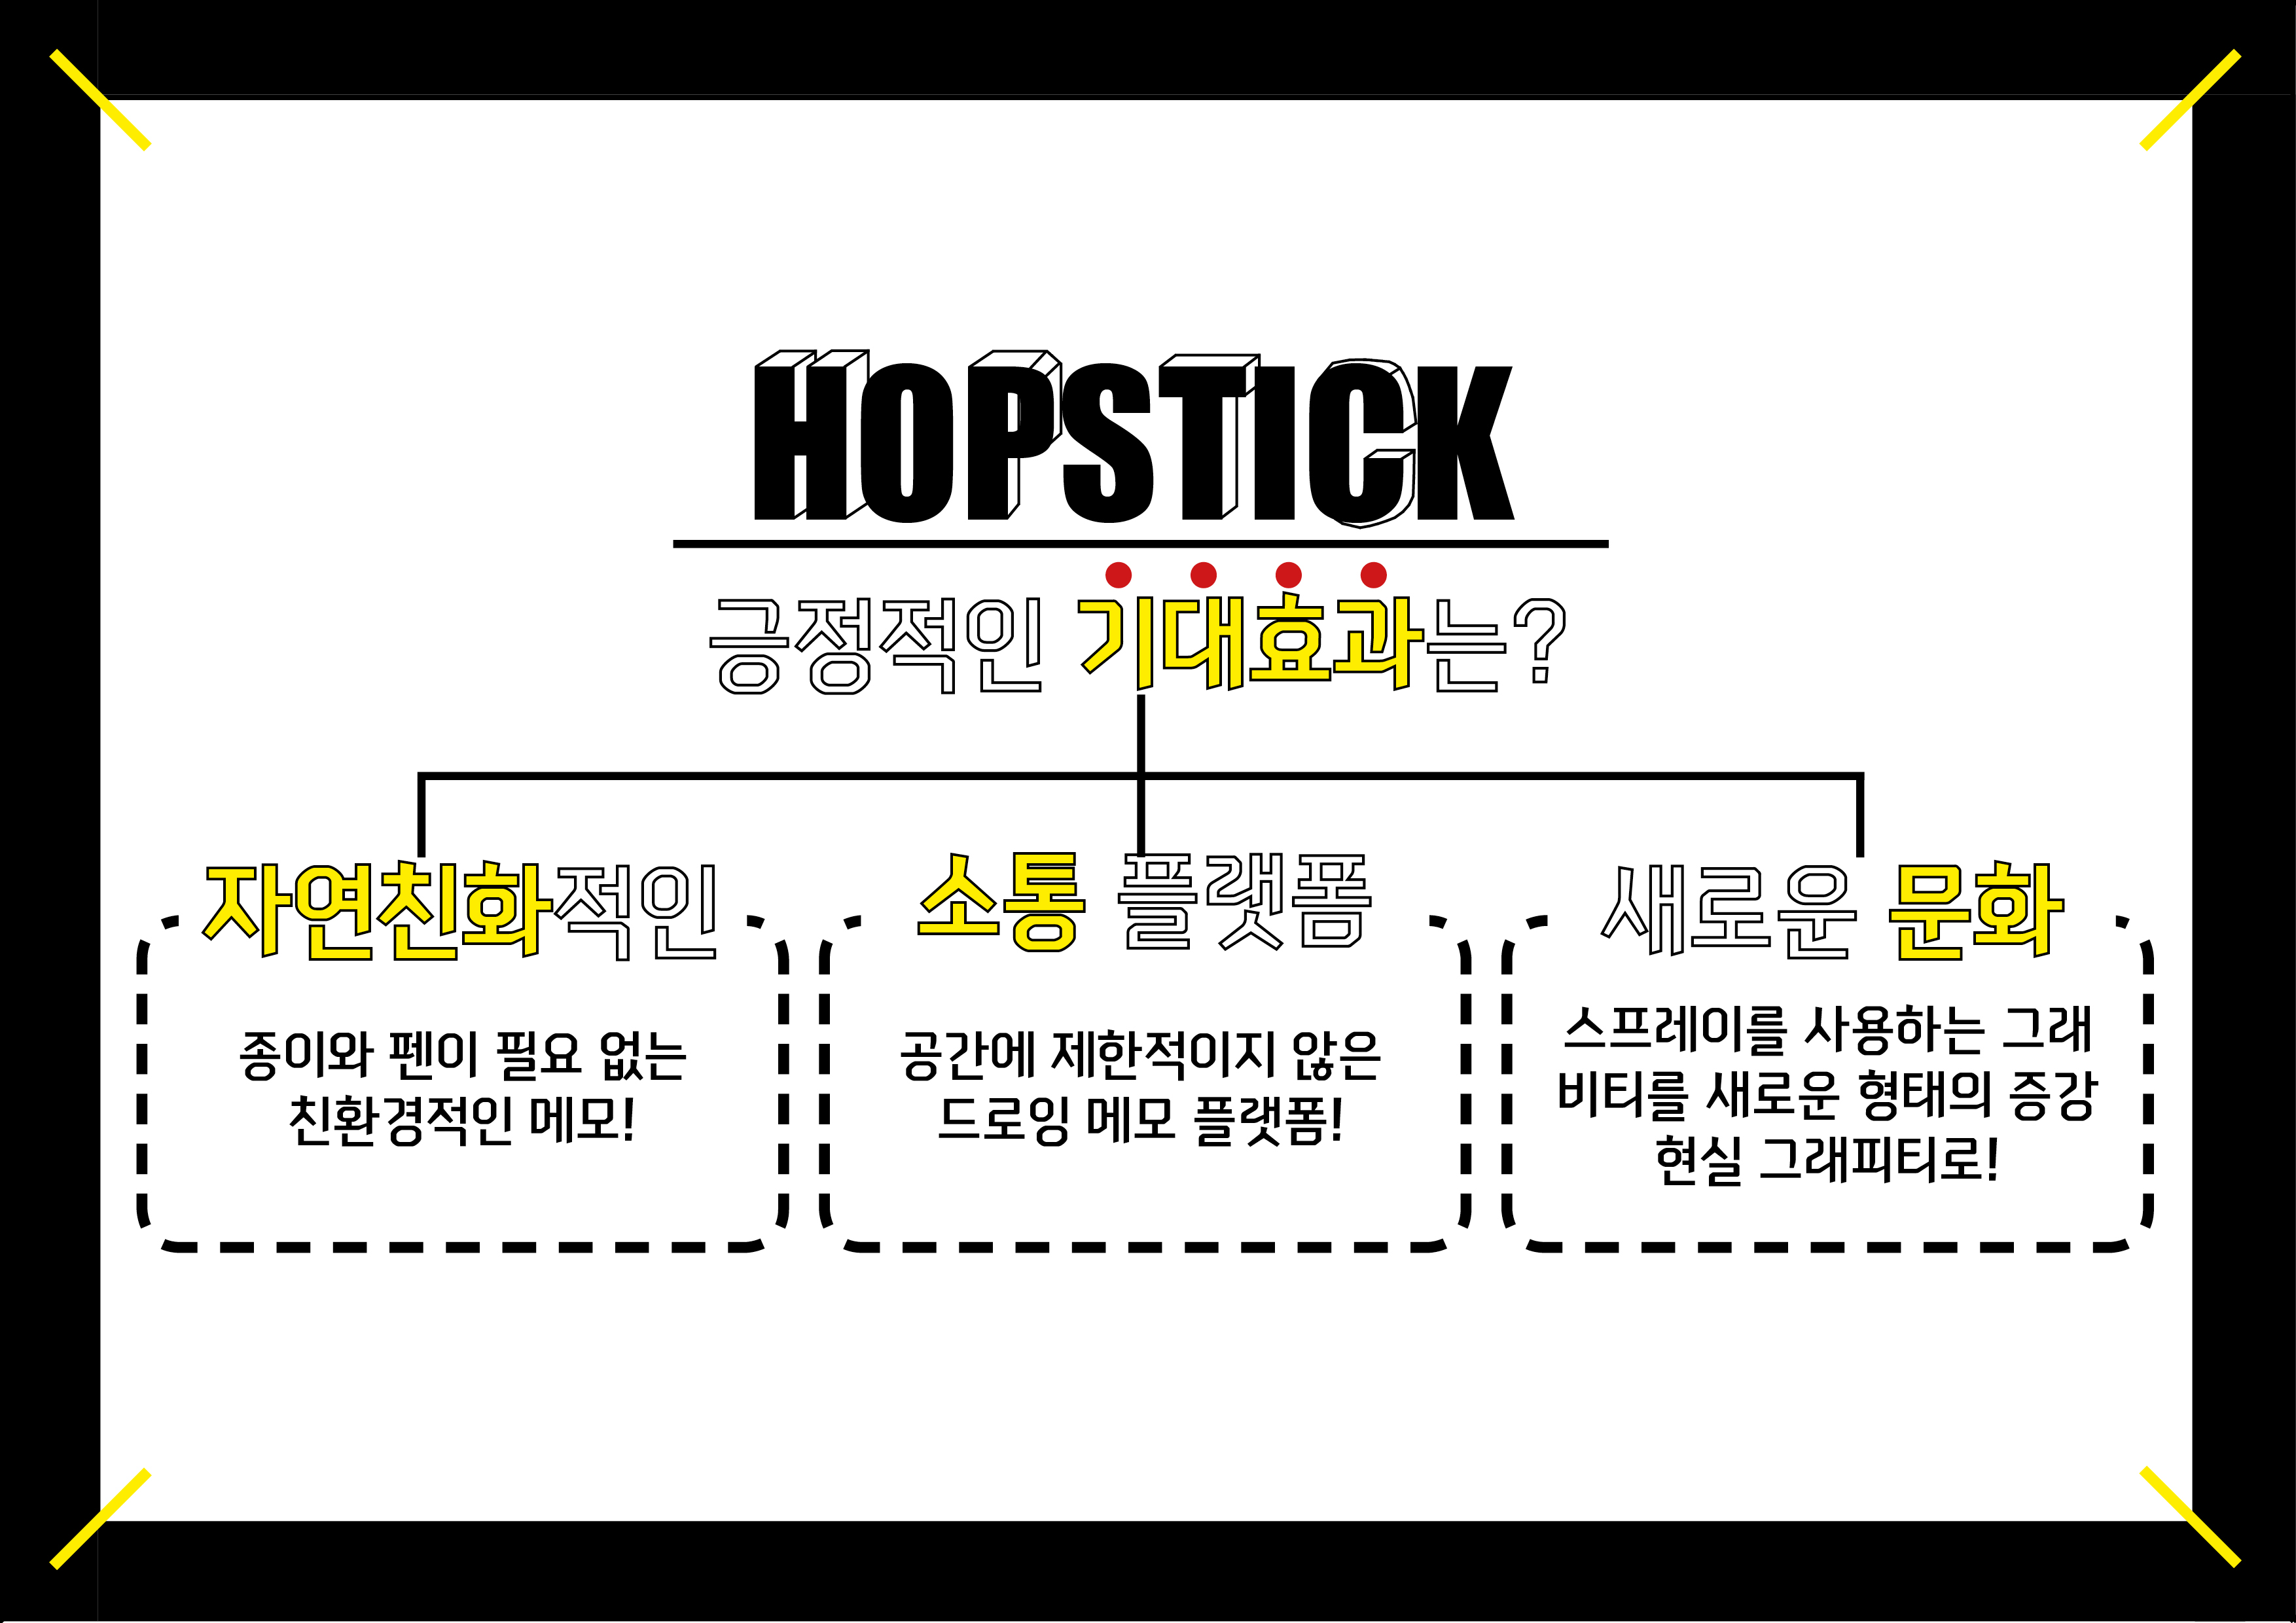 HOPSTICK
긍정적인 기대효과는?
자연친화적인
종이와 펜이 필요 없는
친환경적인 메모!
소통 플랫폼
공간에 제한적이지 않은
드로잉 메모 플랫폼!
새로운 문화
스프레이를 사용하는 그래
비티를 새로운 형태의 증강
현실 그래피티로!